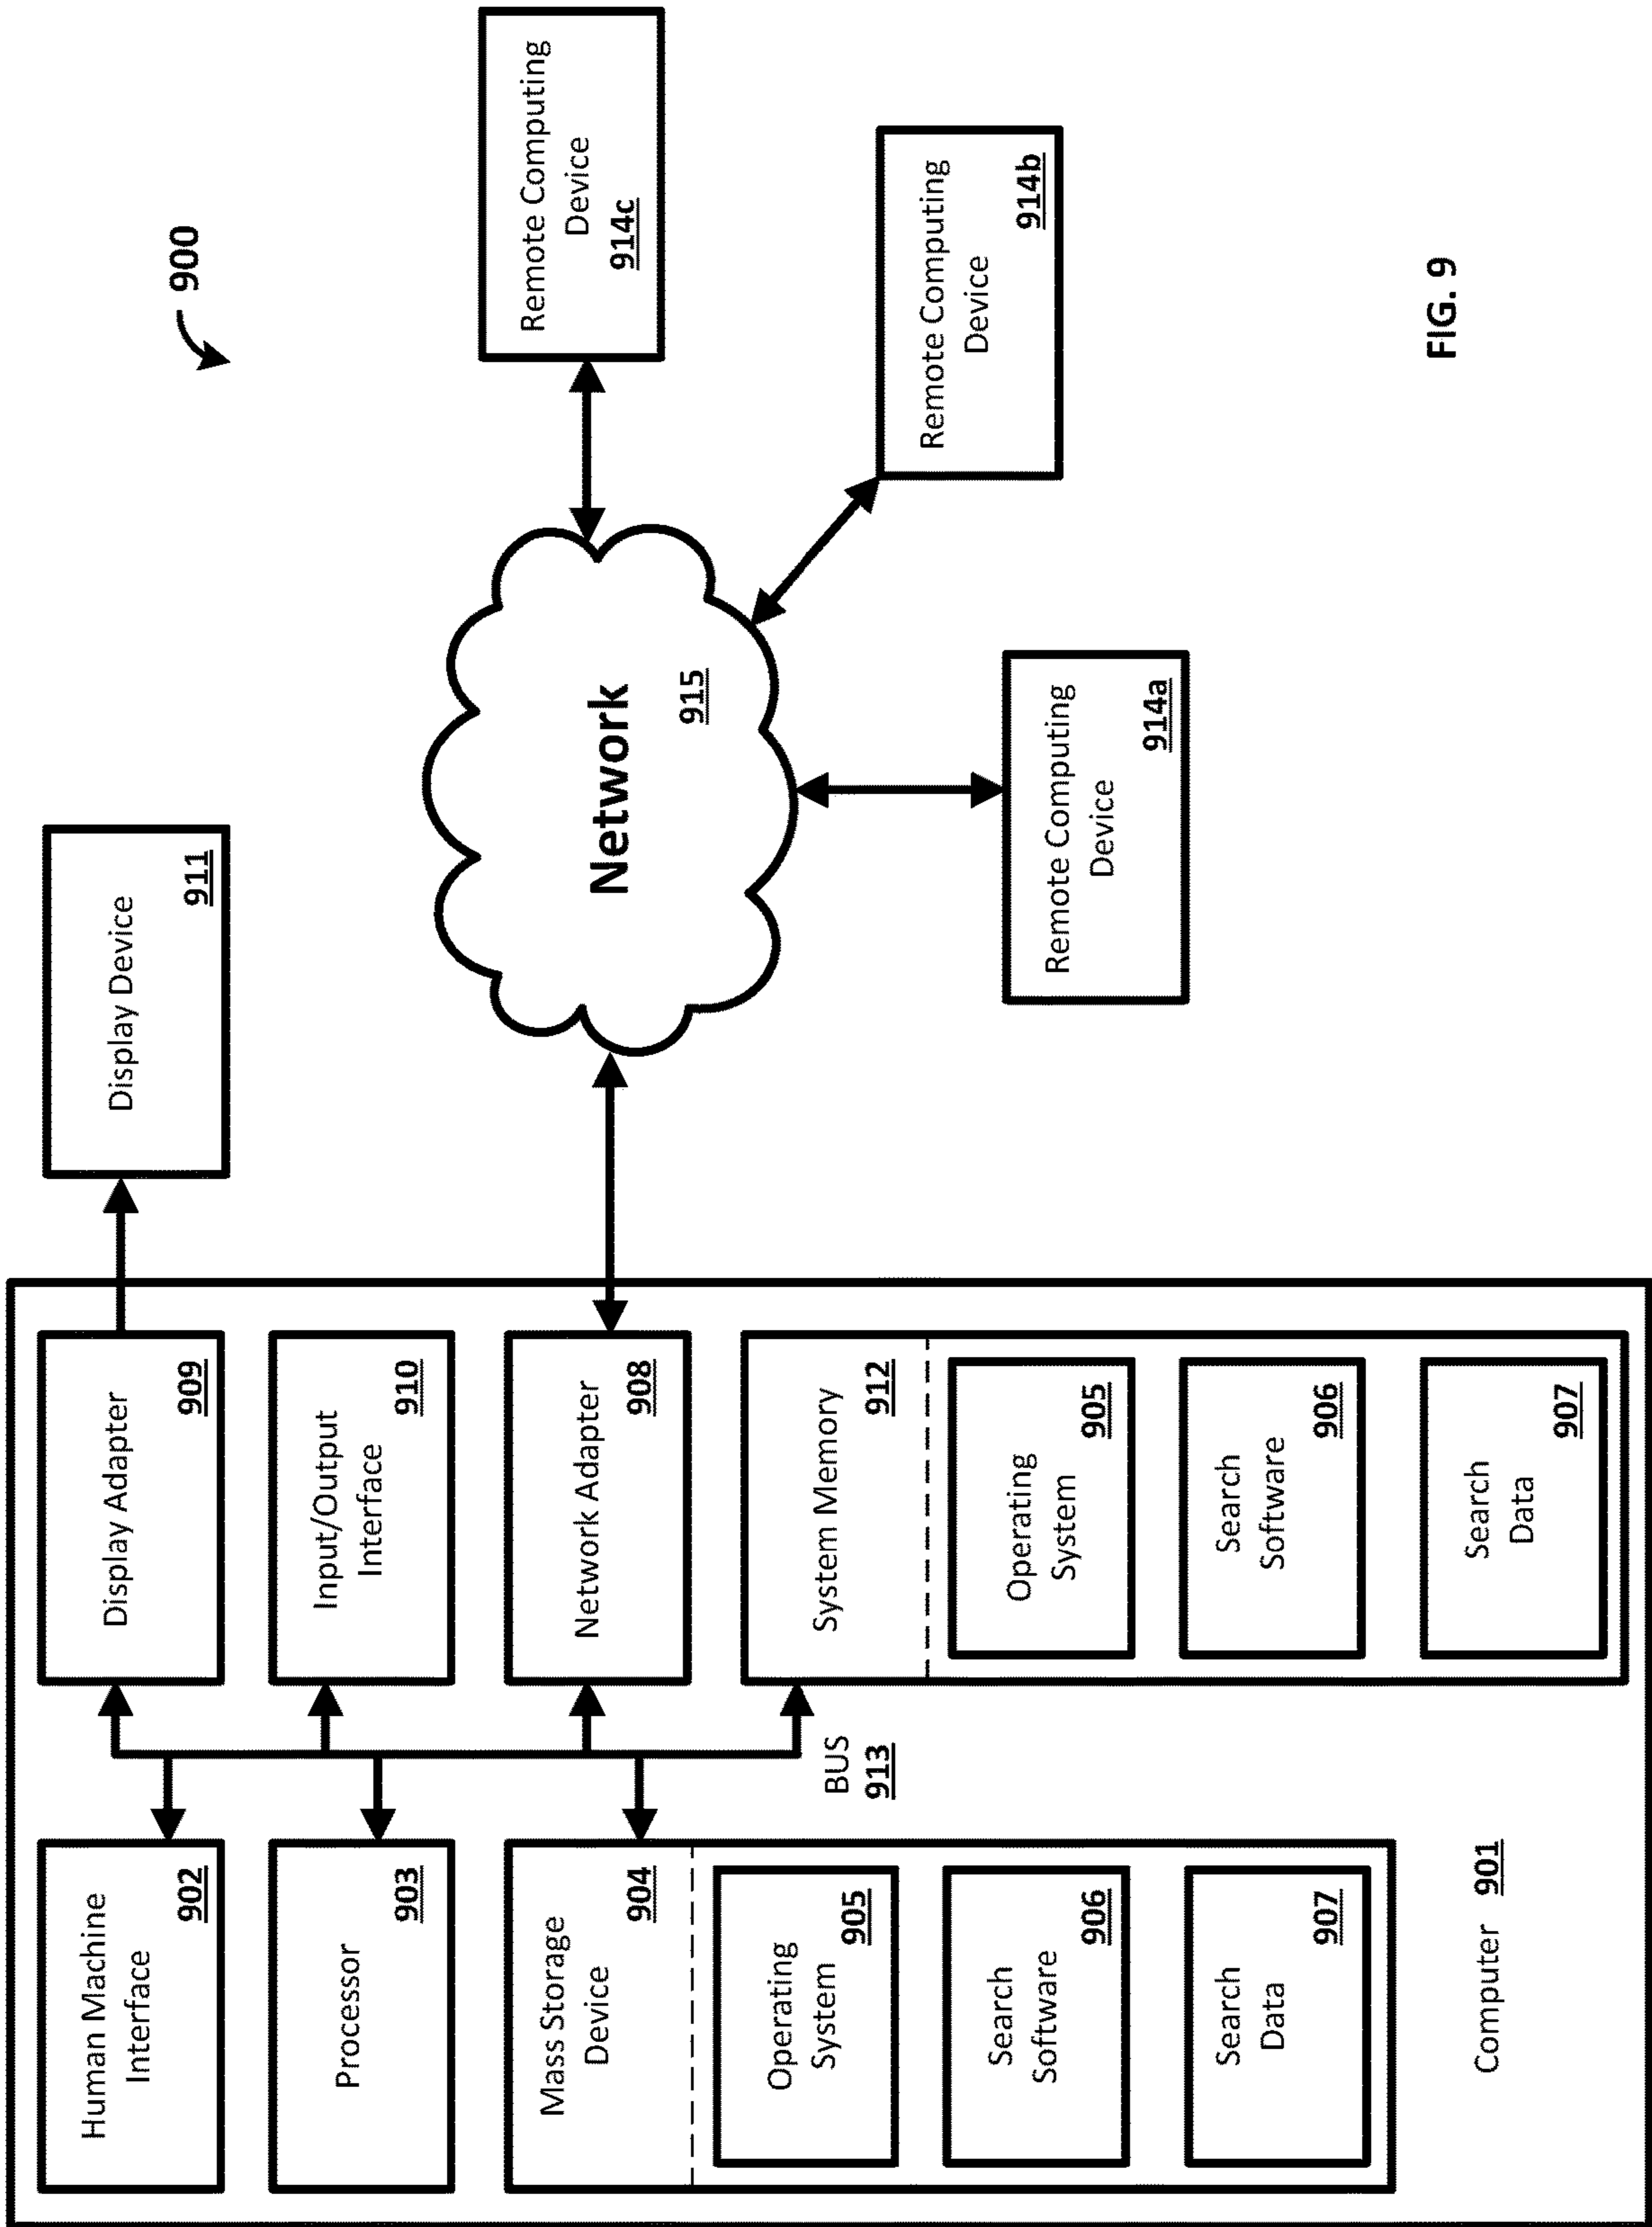 900
Human Machine
Interface
902
Processor
903
Mass Storage
Device
904
Operating
System
905
Search
Software
906
Search
Data
907
Computer 901
BUS
913
Display Adapter
909
Input/Output
Interface
910
Network Adapter
908
System Memory
912
Operating
System
905
Search
Software
906
Search
Data
907
Display Device
911
Network
915
Remote Computing
Device
914a
Remote Computing
Device
914b
Remote Computing
Device
914c
FIG. 9